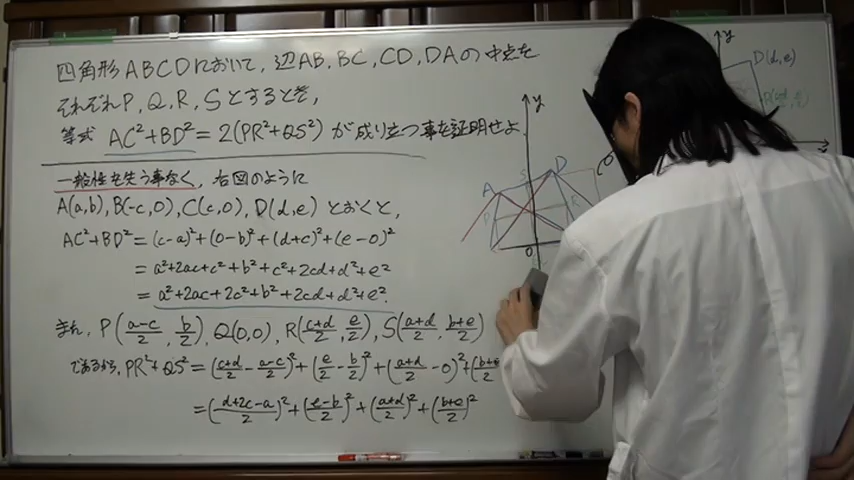 四角形ABCDにおいて,辺AB,BC,CD,DAの中点を
それぞれP,Q,R,Sとするとき,
等式 AC²+BD²=2(PR²+QS²)が成り立つ事を証明せよ.
一般性を失う事なく,右図のように
A(a,b),B(-c,0),C(c,0),D(d,e)とおくと,
AC²+BD²=(c-a)²+(0-b)²+(d+c)²+(e-0)²
=a²-2ac+c²+b²+c²+2cd+d²+e²
=a²-2ac+2c²+b²+2cd+d²+e².
また,P(a-c/2, b/2),Q(0,0),R(c+d/2, e/2),S(a+d/2, b+e/2)
であるから,PR²+QS²=(c+d/2-a-c/2)²+(e/2-b/2)²+(a+d/2-0)²+(b+e/2
=(d+2c-a/2)²+(e-b/2)²+(a+d/2)²+(b+e/2)²
y
A
S
D
P
R
O
y
D(d,e)